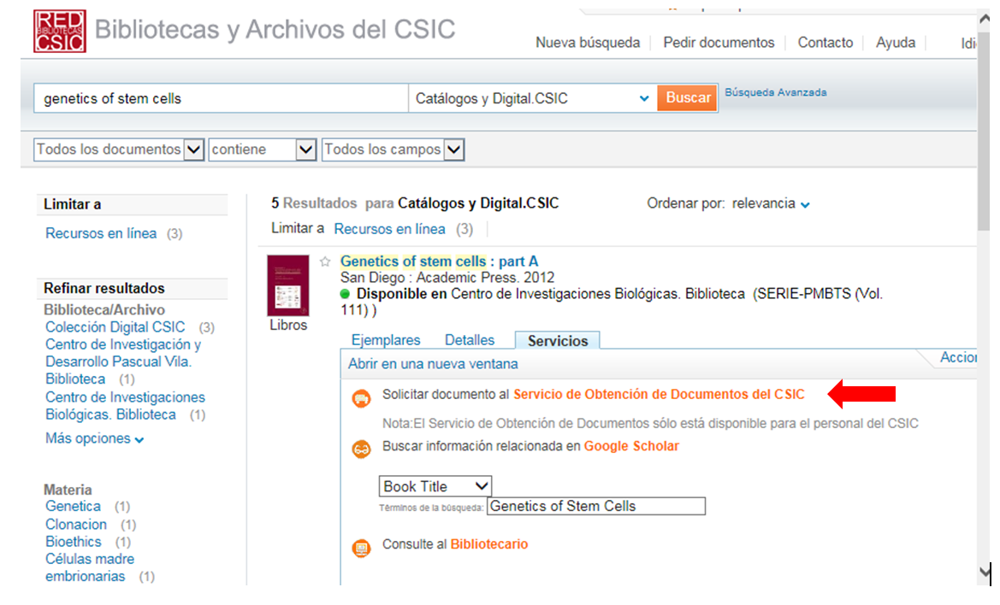 RED
BIBLIOTECAS
CSIC
Bibliotecas y Archivos del CSIC
Nueva búsqueda
Pedir documentos
Contacto
Ayuda
Idi
genetics of stem cells
Catálogos y Digital.CSIC
Buscar
Búsqueda Avanzada
Todos los documentos
contiene
Todos los campos
Limitar a
Recursos en línea (3)
Refinar resultados
Biblioteca/Archivo
Colección Digital CSIC (3)
Centro de Investigación y
Desarrollo Pascual Vila.
Biblioteca (1)
Centro de Investigaciones
Biológicas. Biblioteca (1)
Más opciones
Materia
Genetica (1)
Clonacion (1)
Bioethics (1)
Células madre
embrionarias (1)
5 Resultados para Catálogos y Digital.CSIC
Ordenar por: relevancia
Limitar a Recursos en línea (3)
Libros
Genetics of stem cells : part A
San Diego : Academic Press. 2012
Disponible en Centro de Investigaciones Biológicas. Biblioteca (SERIE-PMBTS (Vol.
111) )
Ejemplares
Detalles
Servicios
Abrir en una nueva ventana
Accion
Solicitar documento al Servicio de Obtención de Documentos del CSIC
Nota:El Servicio de Obtención de Documentos sólo está disponible para el personal del CSIC
Buscar información relacionada en Google Scholar
Book Title
Términos de la búsqueda: Genetics of Stem Cells
Consulte al Bibliotecario